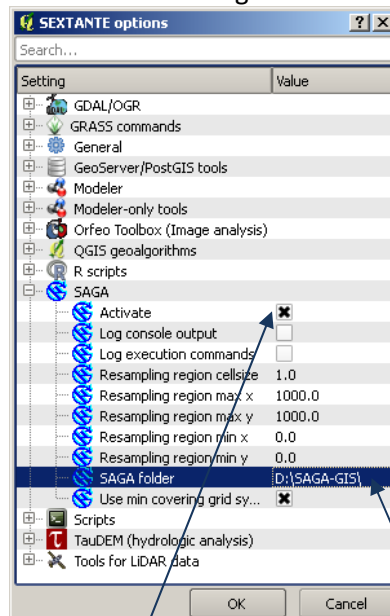 SEXTANTE options
Search...
Setting Value
GDAL/OGR
GRASS commands
General
GeoServer/PostGIS tools
Modeler
Modeler-only tools
Orfeo Toolbox (Image analysis)
QGIS geoalgorithms
R scripts
SAGA
Activate
Log console output
Log execution commands
Resampling region cellsize 1.0
Resampling region max x 1000.0
Resampling region max y 1000.0
Resampling region min x 0.0
Resampling region min y 0.0
SAGA folder D:\SAGA-GIS\
Use min covering grid sy...
Scripts
TauDEM (hydrologic analysis)
Tools for LiDAR data
OK Cancel